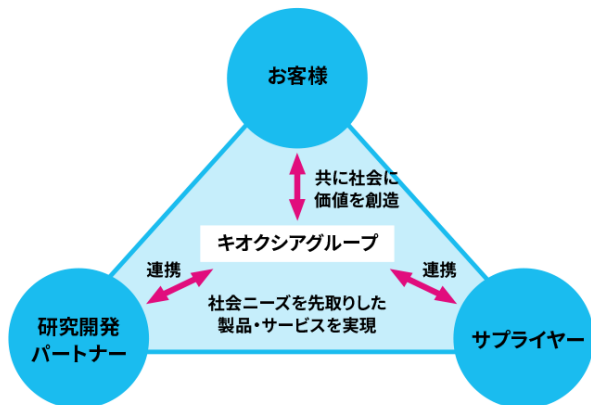 お客様
共に社会に
価値を創造
キオクシアグループ
連携
連携
社会ニーズを先取りした
製品・サービスを実現
研究開発
パートナー
サプライヤー